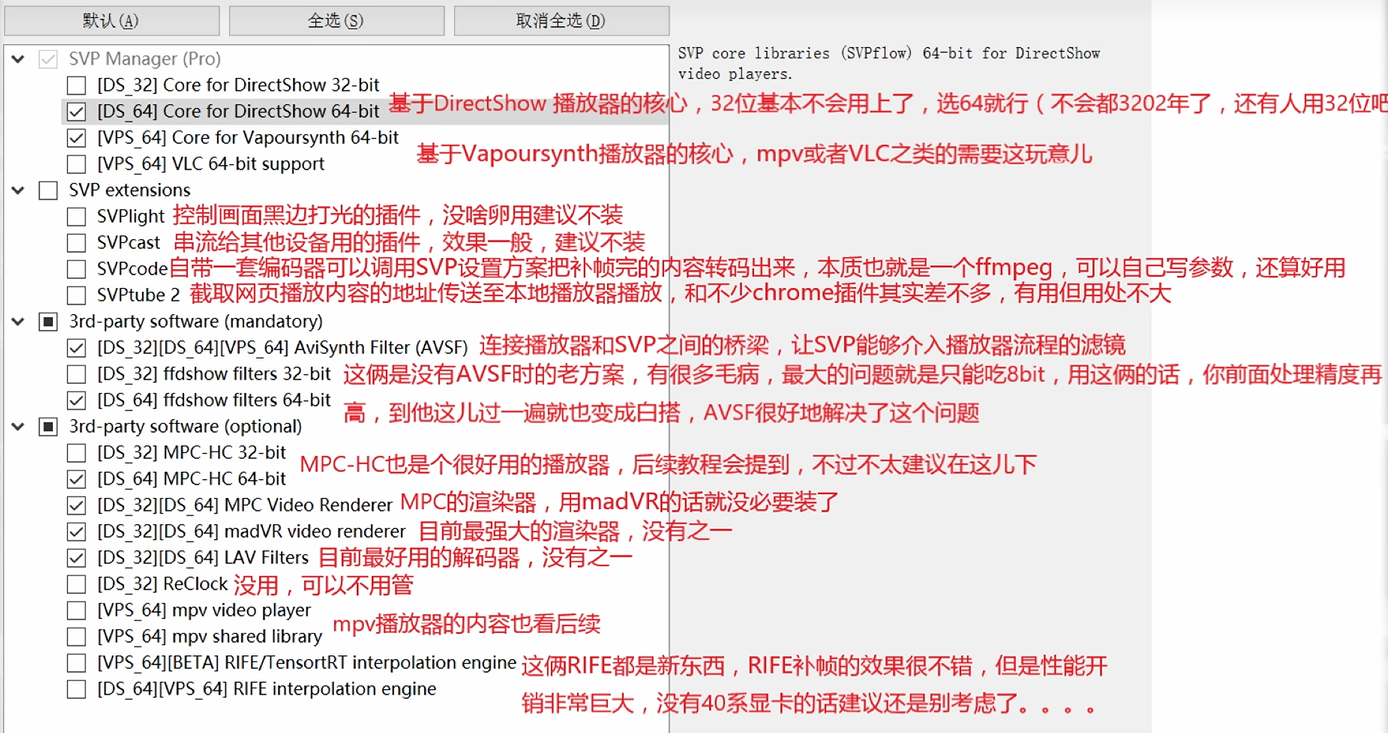 默认(A) 全选(S) 取消全选(D)
SVP Manager (Pro)
SVP core libraries (SVPflow) 64-bit for DirectShow
video players.
[DS_32] Core for DirectShow 32-bit
[DS_64] Core for DirectShow 64-bit 基于DirectShow 播放器的核心，32位基本不会用上了，选64就行（不会都3202年了，还有人用32位吧
[VPS_64] Core for Vapoursynth 64-bit
基于Vapoursynth播放器的核心，mpv或者VLC之类的需要这玩意儿
[VPS_64] VLC 64-bit support
SVP extensions
SVPlight 控制画面黑边打光的插件，没啥卵用建议不装
SVPcast 串流给其他设备用的插件，效果一般，建议不装
SVPcode自带一套编码器可以调用SVP设置方案把补帧完的内容转码出来，本质也就是一个ffmpeg，可以自己写参数，还算好用
SVPtube 2 截取网页播放内容的地址传送至本地播放器播放，和不少chrome插件其实差不多，有用但用处不大
3rd-party software (mandatory)
[DS_32][DS_64][VPS_64] AviSynth Filter (AVSF) 连接播放器和SVP之间的桥梁，让SVP能够介入播放器流程的滤镜
[DS_32] ffdshow filters 32-bit 这俩是没有AVSF时的老方案，有很多毛病，最大的问题就是只能吃8bit，用这俩的话，你前面处理精度再
[DS_64] ffdshow filters 64-bit 高，到他这儿过一遍就也变成白搭，AVSF很好地解决了这个问题
3rd-party software (optional)
[DS_32] MPC-HC 32-bit
MPC-HC也是个很好用的播放器，后续教程会提到，不过不太建议在这儿下
[DS_64] MPC-HC 64-bit
[DS_32][DS_64] MPC Video Renderer MPC的渲染器，用madVR的话就没必要装了
[DS_32][DS_64] madVR video renderer 目前最强大的渲染器，没有之一
[DS_32][DS_64] LAV Filters 目前最好用的解码器，没有之一
[DS_32] ReClock 没用，可以不用管
[VPS_64] mpv video player
mpv播放器的内容也看后续
[VPS_64] mpv shared library
[VPS_64][BETA] RIFE/TensortRT interpolation engine 这俩RIFE都是新东西，RIFE补帧的效果很不错，但是性能开
[DS_64][VPS_64] RIFE interpolation engine 销非常巨大，没有40系显卡的话建议还是别考虑了。。。。